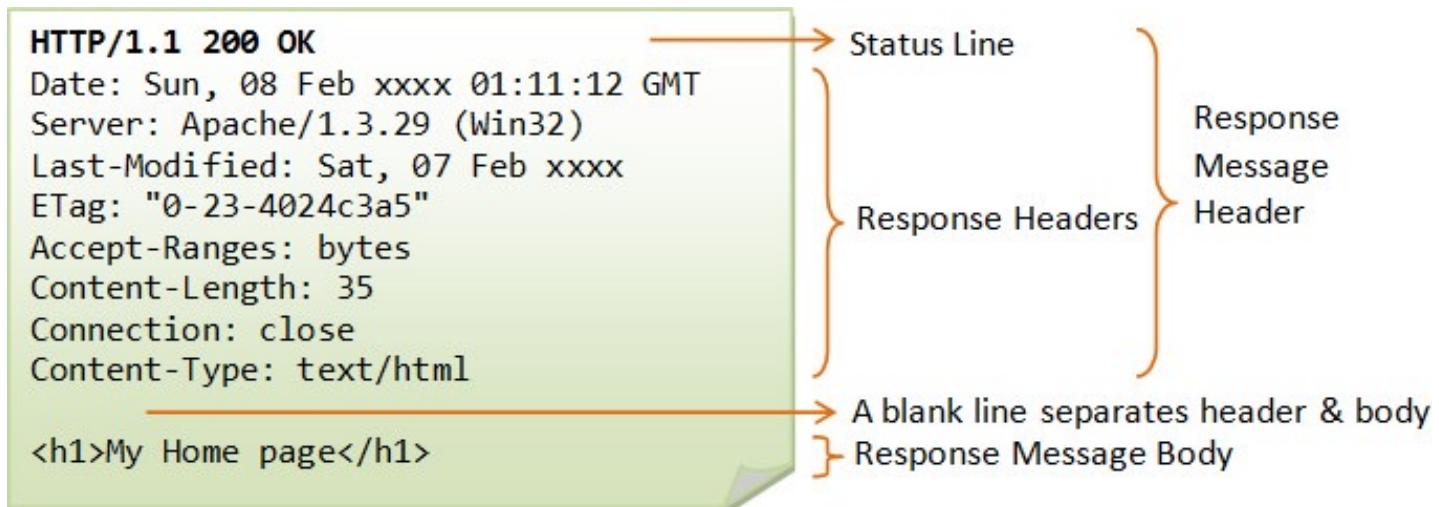 HTTP/1.1 200 OK
Date: Sun, 08 Feb xxxx 01:11:12 GMT
Server: Apache/1.3.29 (Win32)
Last-Modified: Sat, 07 Feb xxxx
ETag: "0-23-4024c3a5"
Accept-Ranges: bytes
Content-Length: 35
Connection: close
Content-Type: text/html
<h1>My Home page</h1>
Status Line
Response Headers
Response
Message
Header
A blank line separates header & body
Response Message Body